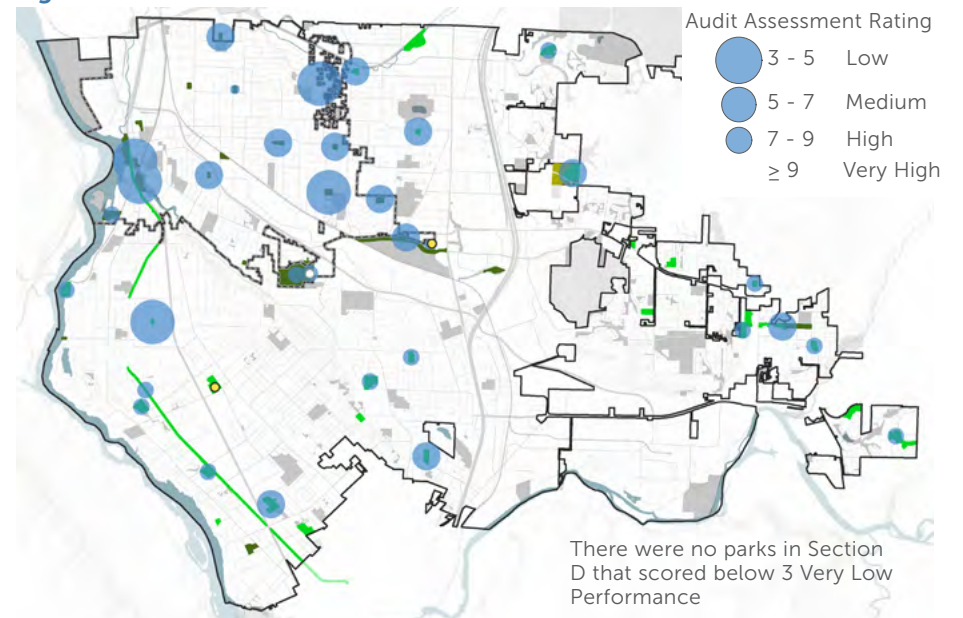 Audit Assessment Rating
3 - 5 Low
5 - 7 Medium
7 - 9 High
≥ 9 Very High
There were no parks in Section
D that scored below 3 Very Low
Performance